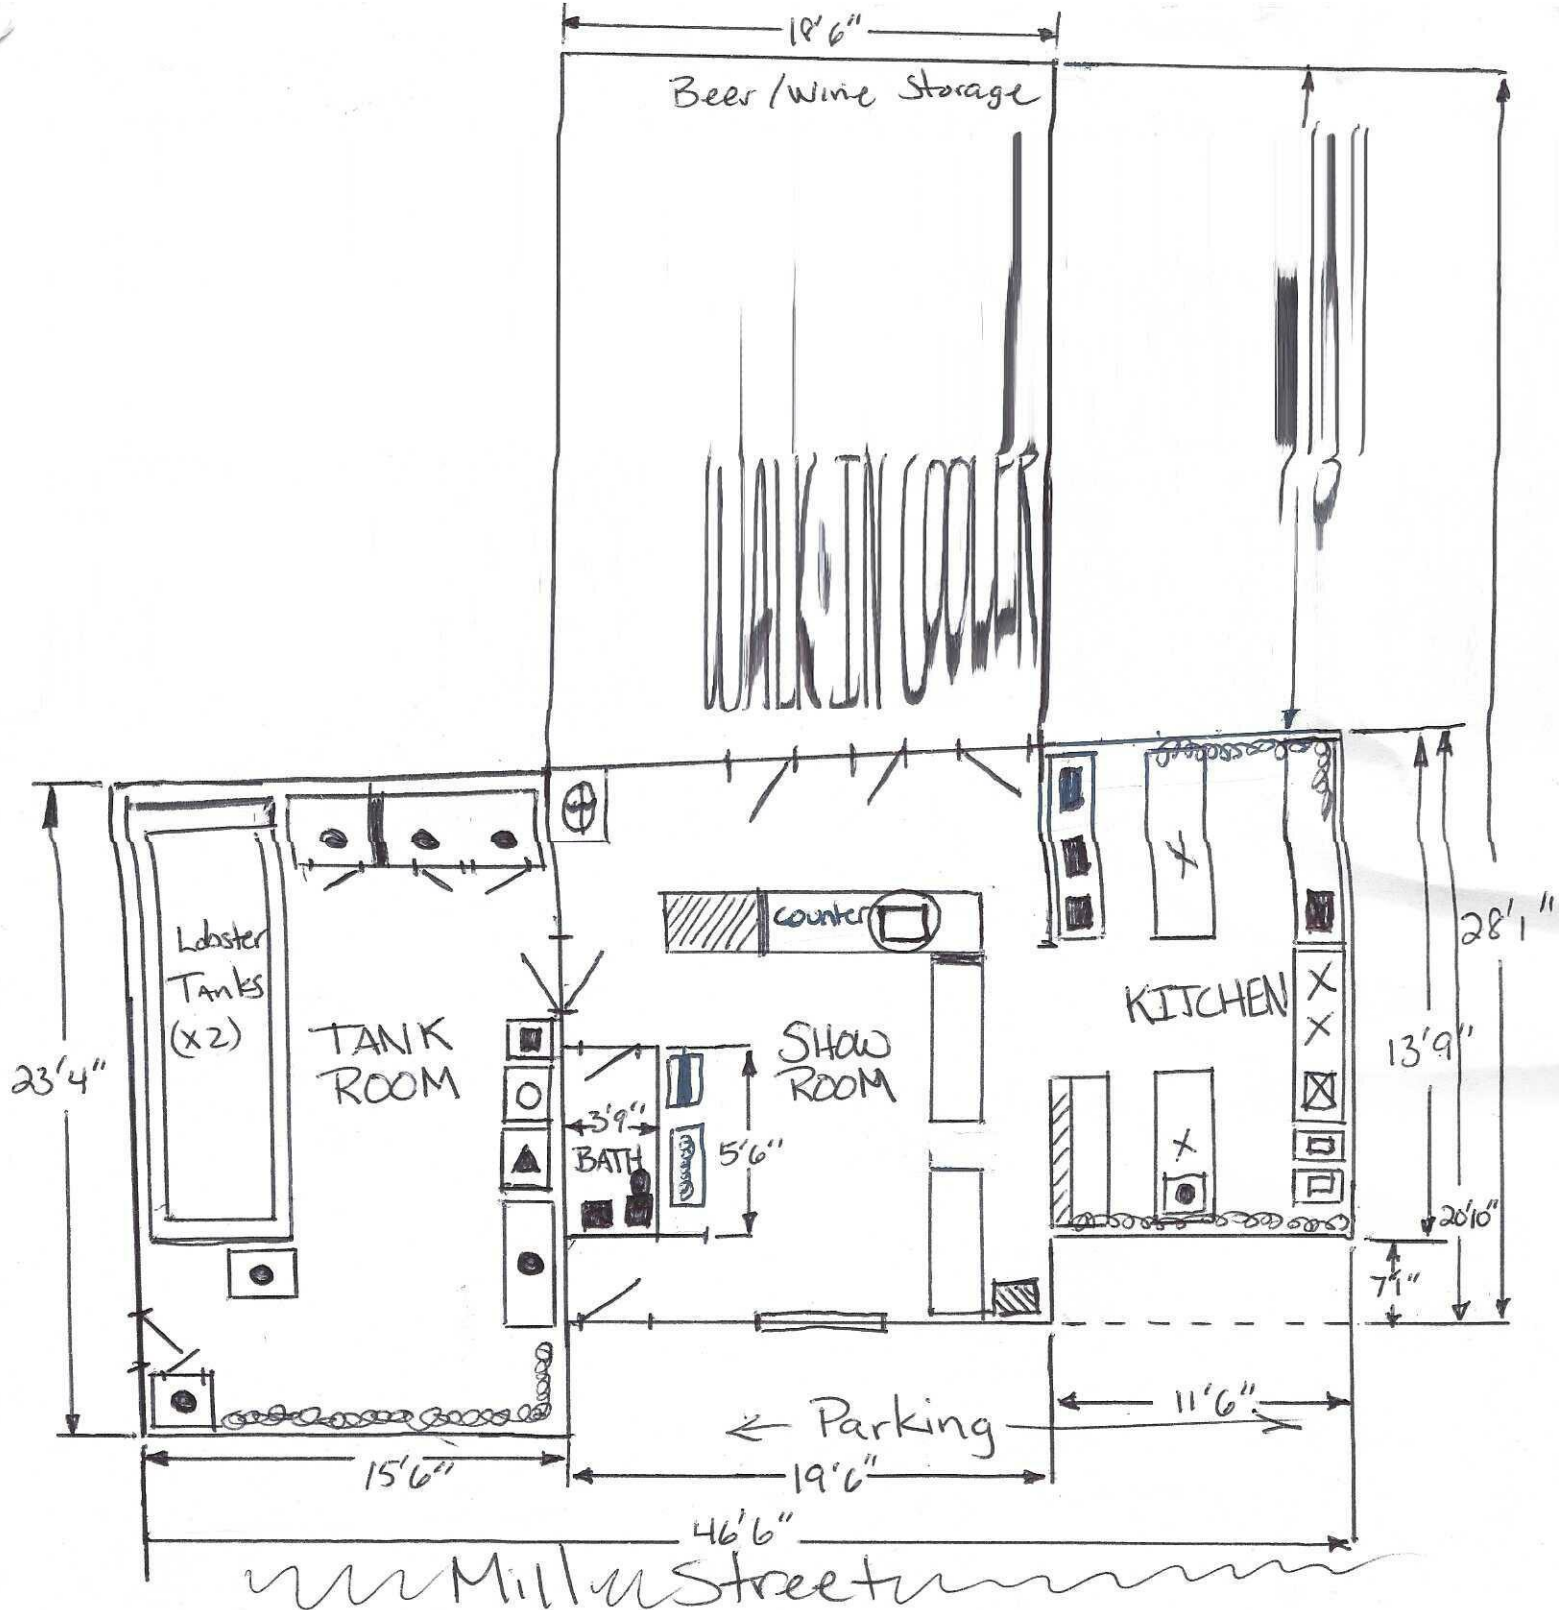 18'6"
Beer/Wine Storage
WALK IN COOLER
counter
Lobster
Tanks
(x2)
TANK
ROOM
SHOW
ROOM
KITCHEN
28'1"
13'9"
23'4"
3'9"
BATH
5'6"
20'10"
7'1"
← Parking →
11'6"
15'6"
19'6"
46'6"
Mill Street